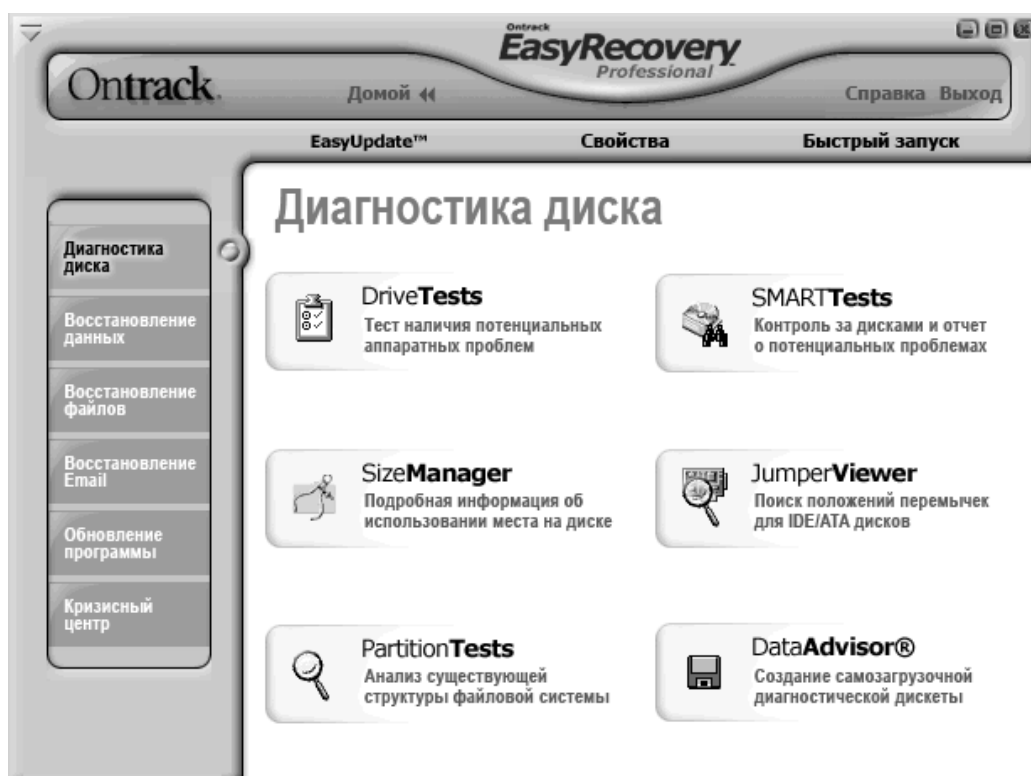 Ontrack
EasyRecovery
Professional
Ontrack.
Домой
Справка Выход
EasyUpdate™ Свойства Быстрый запуск
Диагностика диска
Диагностика
диска
Восстановление
данных
Восстановление
файлов
Восстановление
Email
Обновление
программы
Кризисный
центр
DriveTests
Тест наличия потенциальных
аппаратных проблем
SMARTTests
Контроль за дисками и отчет
о потенциальных проблемах
SizeManager
Подробная информация об
использовании места на диске
JumperViewer
Поиск положений перемычек
для IDE/ATA дисков
PartitionTests
Анализ существующей
структуры файловой системы
DataAdvisor®
Создание самозагрузочной
диагностической дискеты